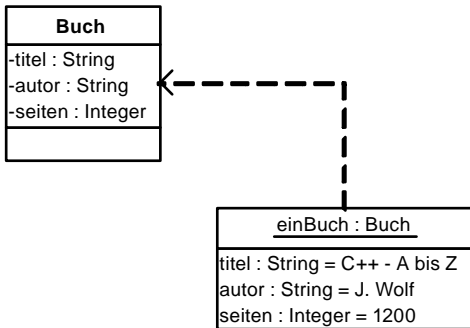 Buch
-titel : String
-autor : String
-seiten : Integer
einBuch : Buch
titel : String = C++ - A bis Z
autor : String = J. Wolf
seiten : Integer = 1200